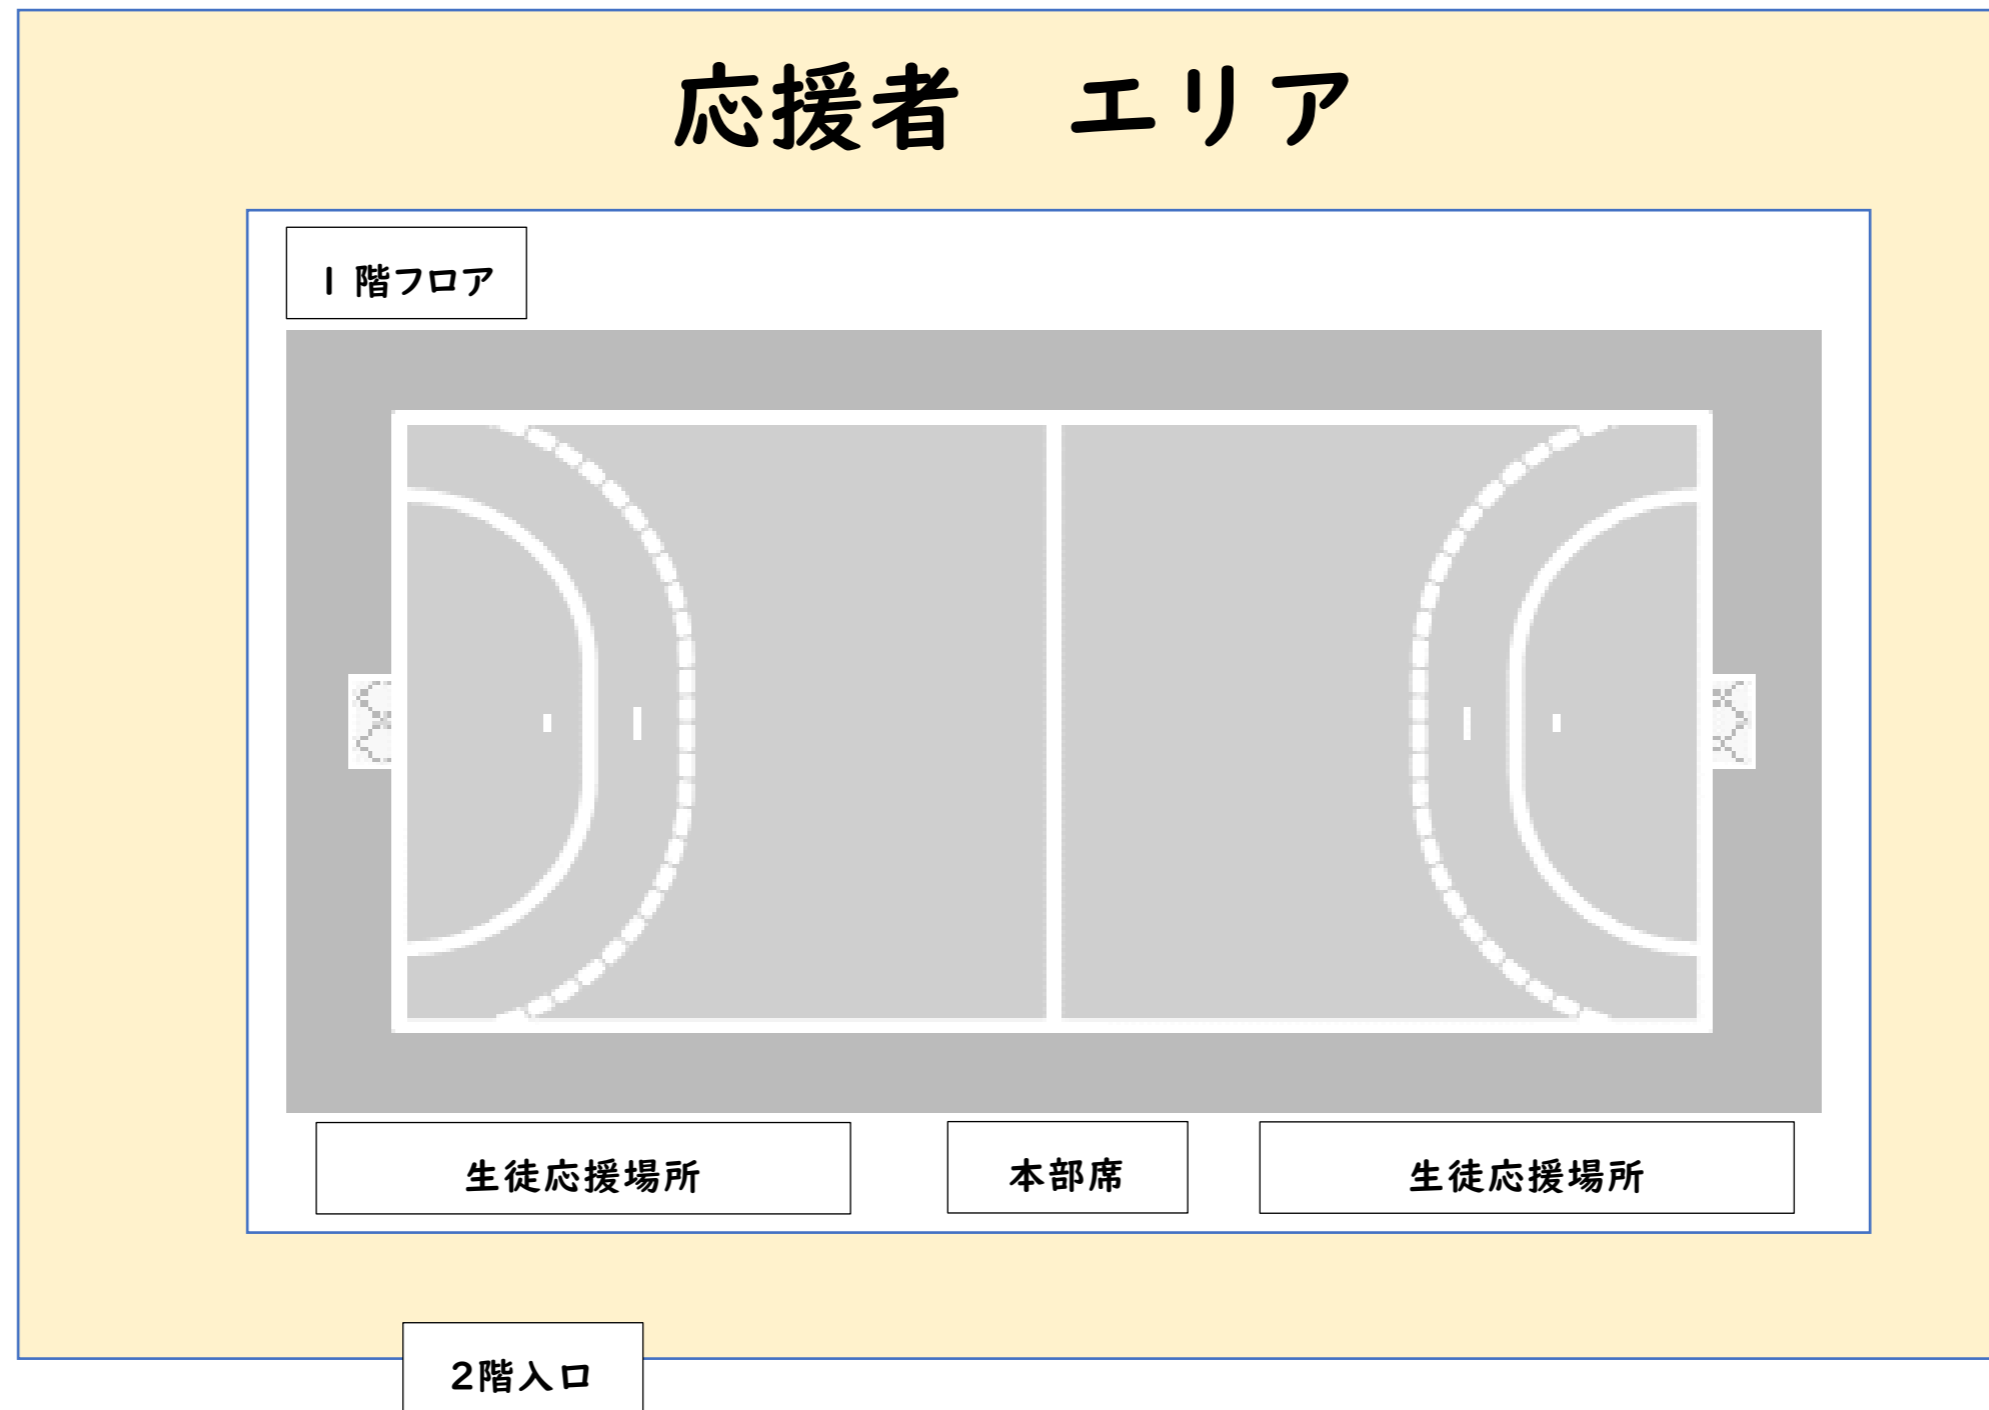 応援者　エリア
1 階フロア
生徒応援場所
本部席
生徒応援場所
2階入口